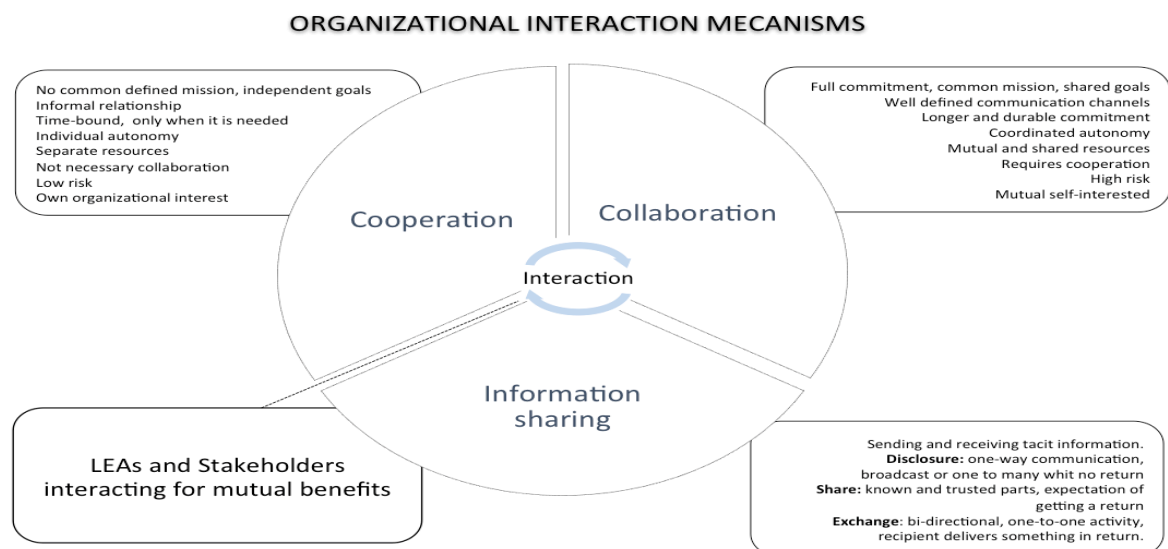 ORGANIZATIONAL INTERACTION MECANISMS
No common defined mission, independent goals
Informal relationship
Time-bound, only when it is needed
Individual autonomy
Separate resources
Not necessary collaboration
Low risk
Own organizational interest
Full commitment, common mission, shared goals
Well defined communication channels
Longer and durable commitment
Coordinated autonomy
Mutual and shared resources
Requires cooperation
High risk
Mutual self-interested
Cooperation
Collaboration
Interaction
Information
sharing
LEAs and Stakeholders
interacting for mutual benefits
Sending and receiving tacit information.
Disclosure: one-way communication,
broadcast or one to many whit no return
Share: known and trusted parts, expectation of
getting a return
Exchange: bi-directional, one-to-one activity,
recipient delivers something in return.